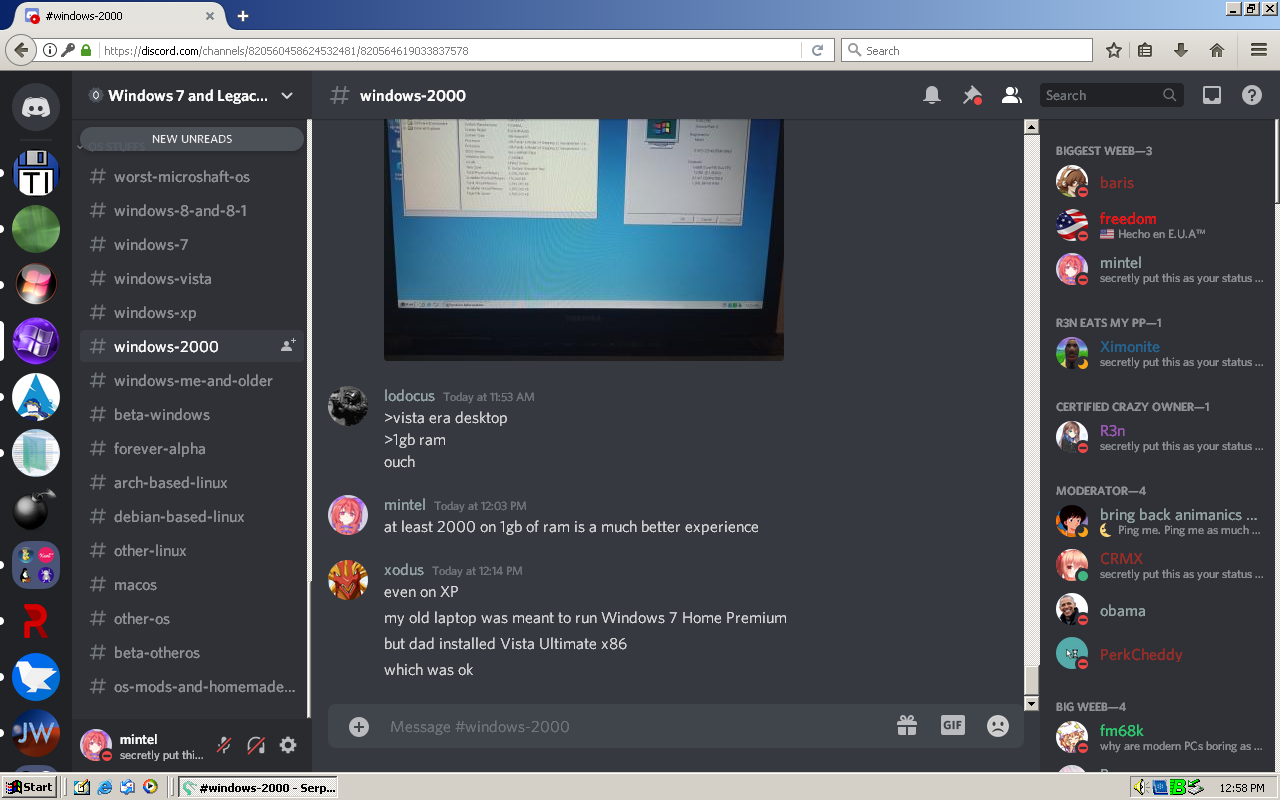 #windows-2000
https://discord.com/channels/820560458624532481/820564619033837578
Search
Windows 7 and Legac...
NEW UNREADS
OS STUFFS
worst-microshaft-os
windows-8-and-8-1
windows-7
windows-vista
windows-xp
windows-2000
windows-me-and-older
beta-windows
forever-alpha
arch-based-linux
debian-based-linux
other-linux
macos
other-os
beta-otheros
os-mods-and-homemade...
mintel
secretly put thi...
# windows-2000
Search
lodocus Today at 11:53 AM
>vista era desktop
>1gb ram
ouch
mintel Today at 12:03 PM
at least 2000 on 1gb of ram is a much better experience
xodus Today at 12:14 PM
even on XP
my old laptop was meant to run Windows 7 Home Premium
but dad installed Vista Ultimate x86
which was ok
Message #windows-2000
GIF
BIGGEST WEEB—3
baris
freedom
Hecho en E.U.A™
mintel
secretly put this as your status ...
R3N EATS MY PP—1
Ximonite
secretly put this as your status ...
CERTIFIED CRAZY OWNER—1
R3n
secretly put this as your status ...
MODERATOR—4
bring back animanics ...
Ping me. Ping me as much ...
CRMX
secretly put this as your status ...
obama
PerkCheddy
BIG WEEB—4
fm68k
why are modern PCs boring as ...
TI
R
JW
Start
#windows-2000 - Serp...
12:58 PM